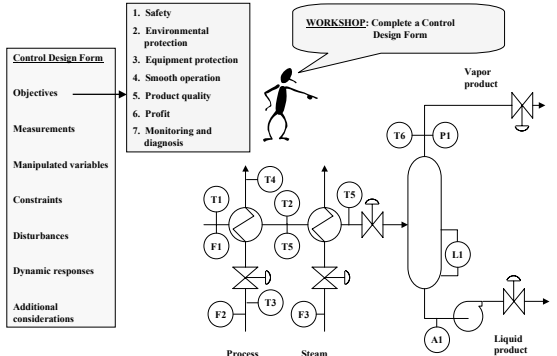 Control Design Form
Objectives
Measurements
Manipulated variables
Constraints
Disturbances
Dynamic responses
Additional
considerations
1. Safety
2. Environmental
protection
3. Equipment protection
4. Smooth operation
5. Product quality
6. Profit
7. Monitoring and
diagnosis
WORKSHOP: Complete a Control
Design Form
Vapor
product
T6 P1
T4
T1 T2 T5
F1 T5
L1
T3
F2 F3
A1
Process Steam
Liquid
product